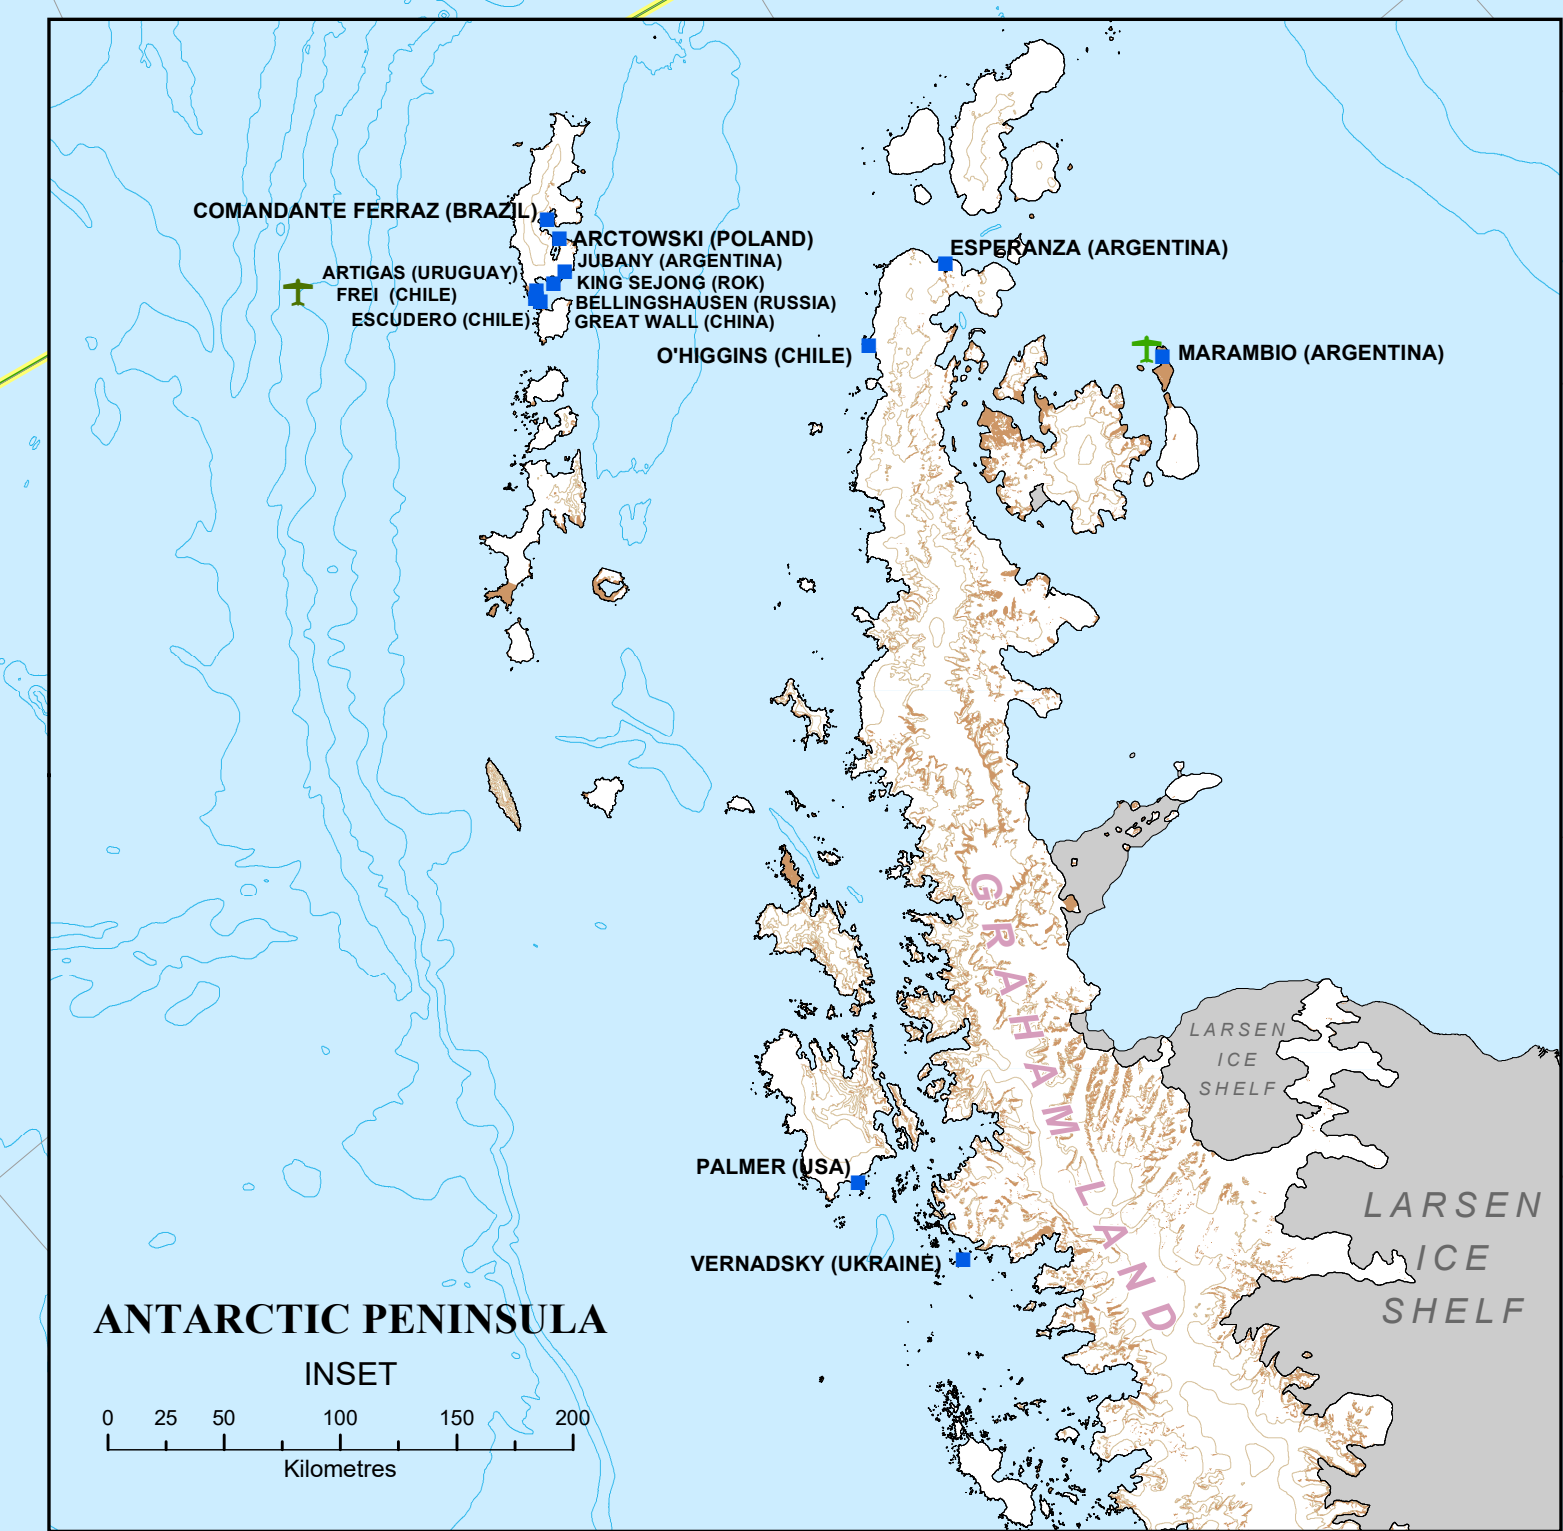 COMANDANTE FERRAZ (BRAZIL)
ARCTOWSKI (POLAND)
ESPERANZA (ARGENTINA)
JUBANY (ARGENTINA)
ARTIGAS (URUGUAY)
KING SEJONG (ROK)
FREI (CHILE)
BELLINGSHAUSEN (RUSSIA)
ESCUDERO (CHILE)
GREAT WALL (CHINA)
O'HIGGINS (CHILE)
MARAMBIO (ARGENTINA)
GRAHAM LAND
LARSEN
ICE
SHELF
PALMER (USA)
LARSEN
ICE
SHELF
VERNADSKY (UKRAINE)
ANTARCTIC PENINSULA
INSET
0 25 50 100 150 200
Kilometres